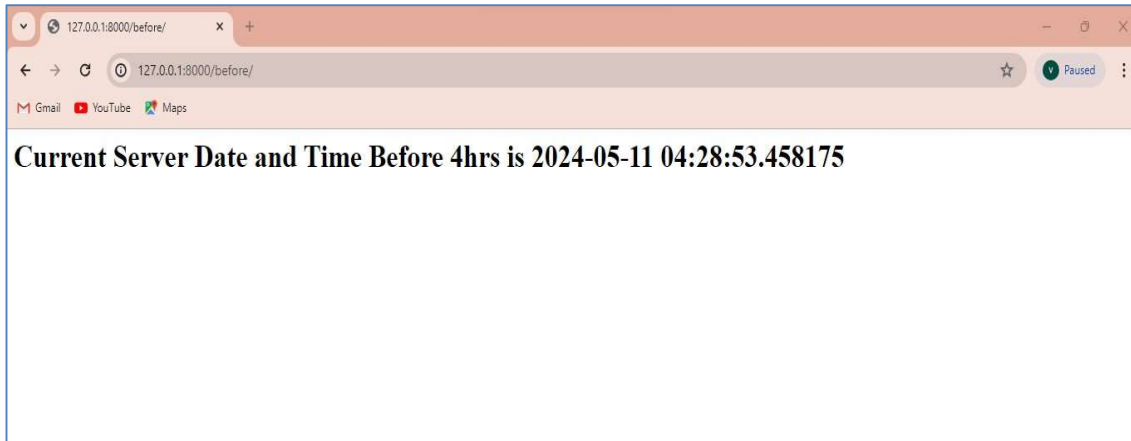 127.0.0.1:8000/before/
127.0.0.1:8000/before/
V Paused
Gmail YouTube Maps
Current Server Date and Time Before 4hrs is 2024-05-11 04:28:53.458175